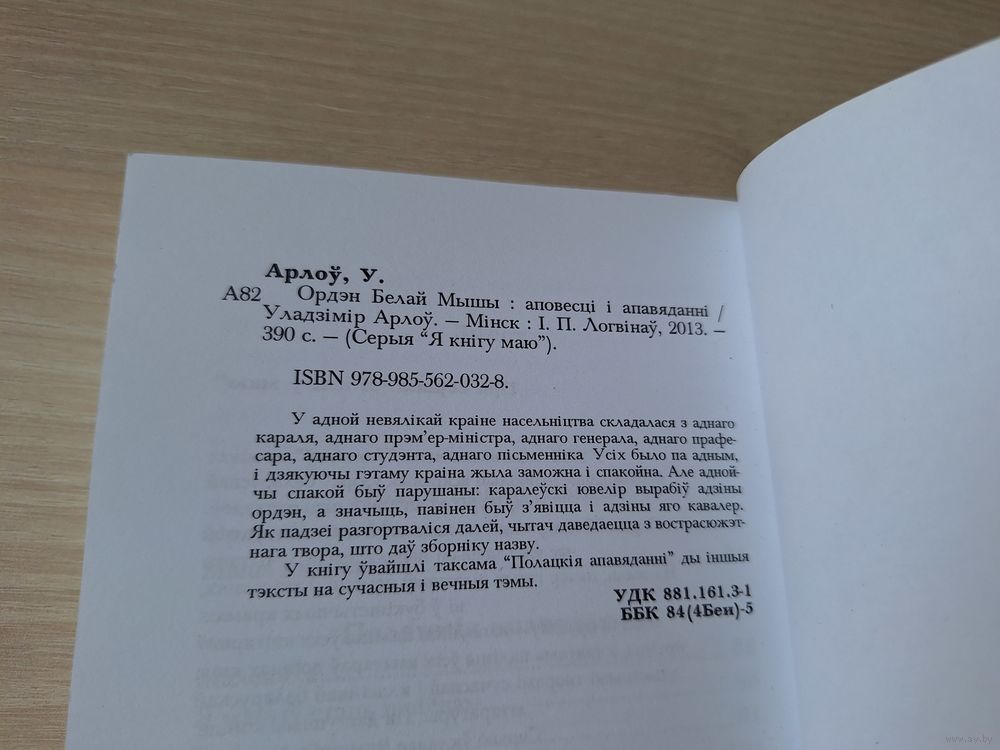 Арлоў, У.
А82 Ордэн Белай Мышы : аповесці і апавяданні /
Уладзімір Арлоў. — Мінск : І. П. Логвінаў, 2013. —
390 с. — (Серыя “Я кнігу маю”).
ISBN 978-985-562-032-8.
У адной невялікай краіне насельніцтва складалася з аднаго
караля, аднаго прэм’ер-міністра, аднаго генерала, аднаго прафе-
сара, аднаго студэнта, аднаго пісьменніка Усіх было па адным,
і дзякуючы гэтаму краіна жыла заможна і спакойна. Але адной-
чы спакой быў парушаны: каралеўскі ювелір вырабіў адзіны
ордэн, а значыць, павінен быў з’явіцца і адзіны яго кавалер.
Як падзеі разгортваліся далей, чытач даведаецца з вострасюжэт-
нага твора, што даў зборніку назву.
У кнігу ўвайшлі таксама “Полацкія апавяданні” ды іншыя
тэксты на сучасныя і вечныя тэмы.
УДК 881.161.3-1
ББК 84(4Беи)-5
www.ay.by